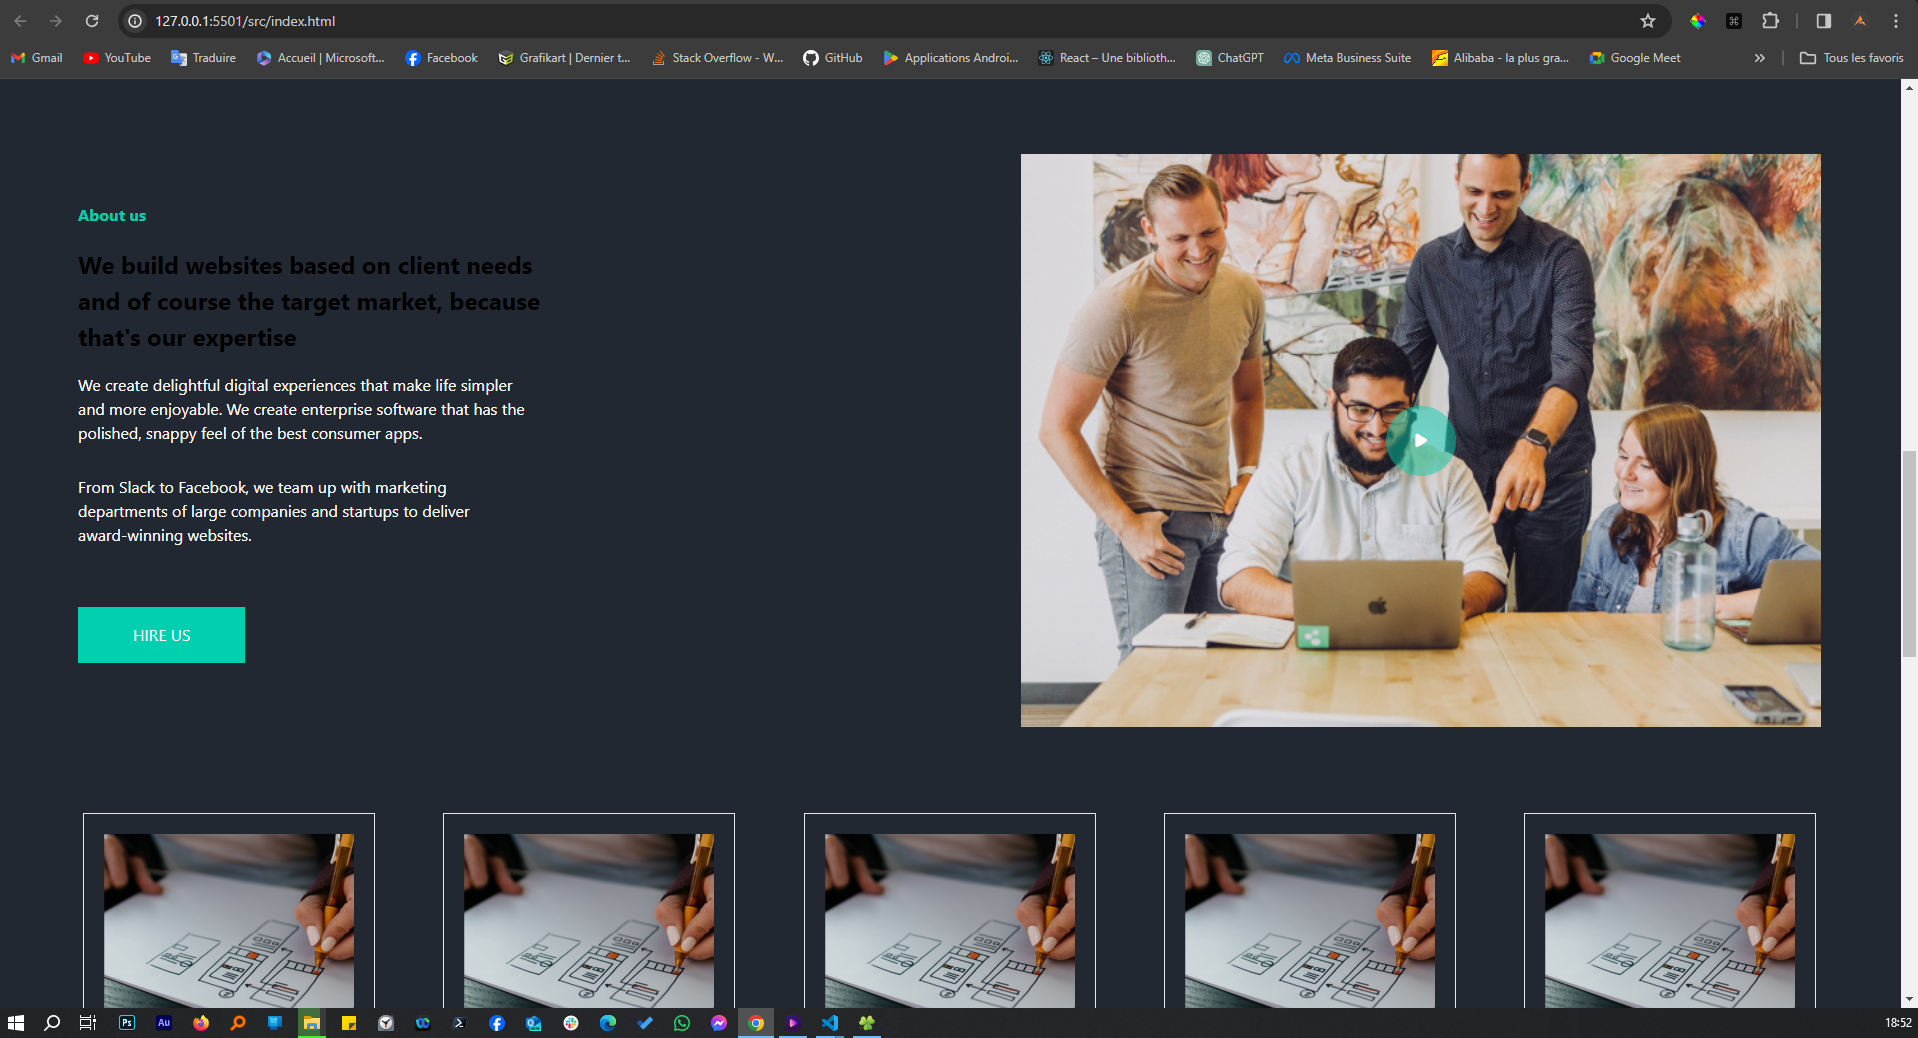 127.0.0.1:5501/src/index.html
Gmail
YouTube
Traduire
Accueil | Microsoft...
Facebook
Grafikart | Dernier t...
Stack Overflow - W...
GitHub
Applications Androi...
React – Une biblioth...
ChatGPT
Meta Business Suite
Alibaba - la plus gra...
Google Meet
Tous les favoris
About us
We build websites based on client needs
and of course the target market, because
that's our expertise
We create delightful digital experiences that make life simpler
and more enjoyable. We create enterprise software that has the
polished, snappy feel of the best consumer apps.
From Slack to Facebook, we team up with marketing
departments of large companies and startups to deliver
award-winning websites.
HIRE US
Ps
Au
18:52